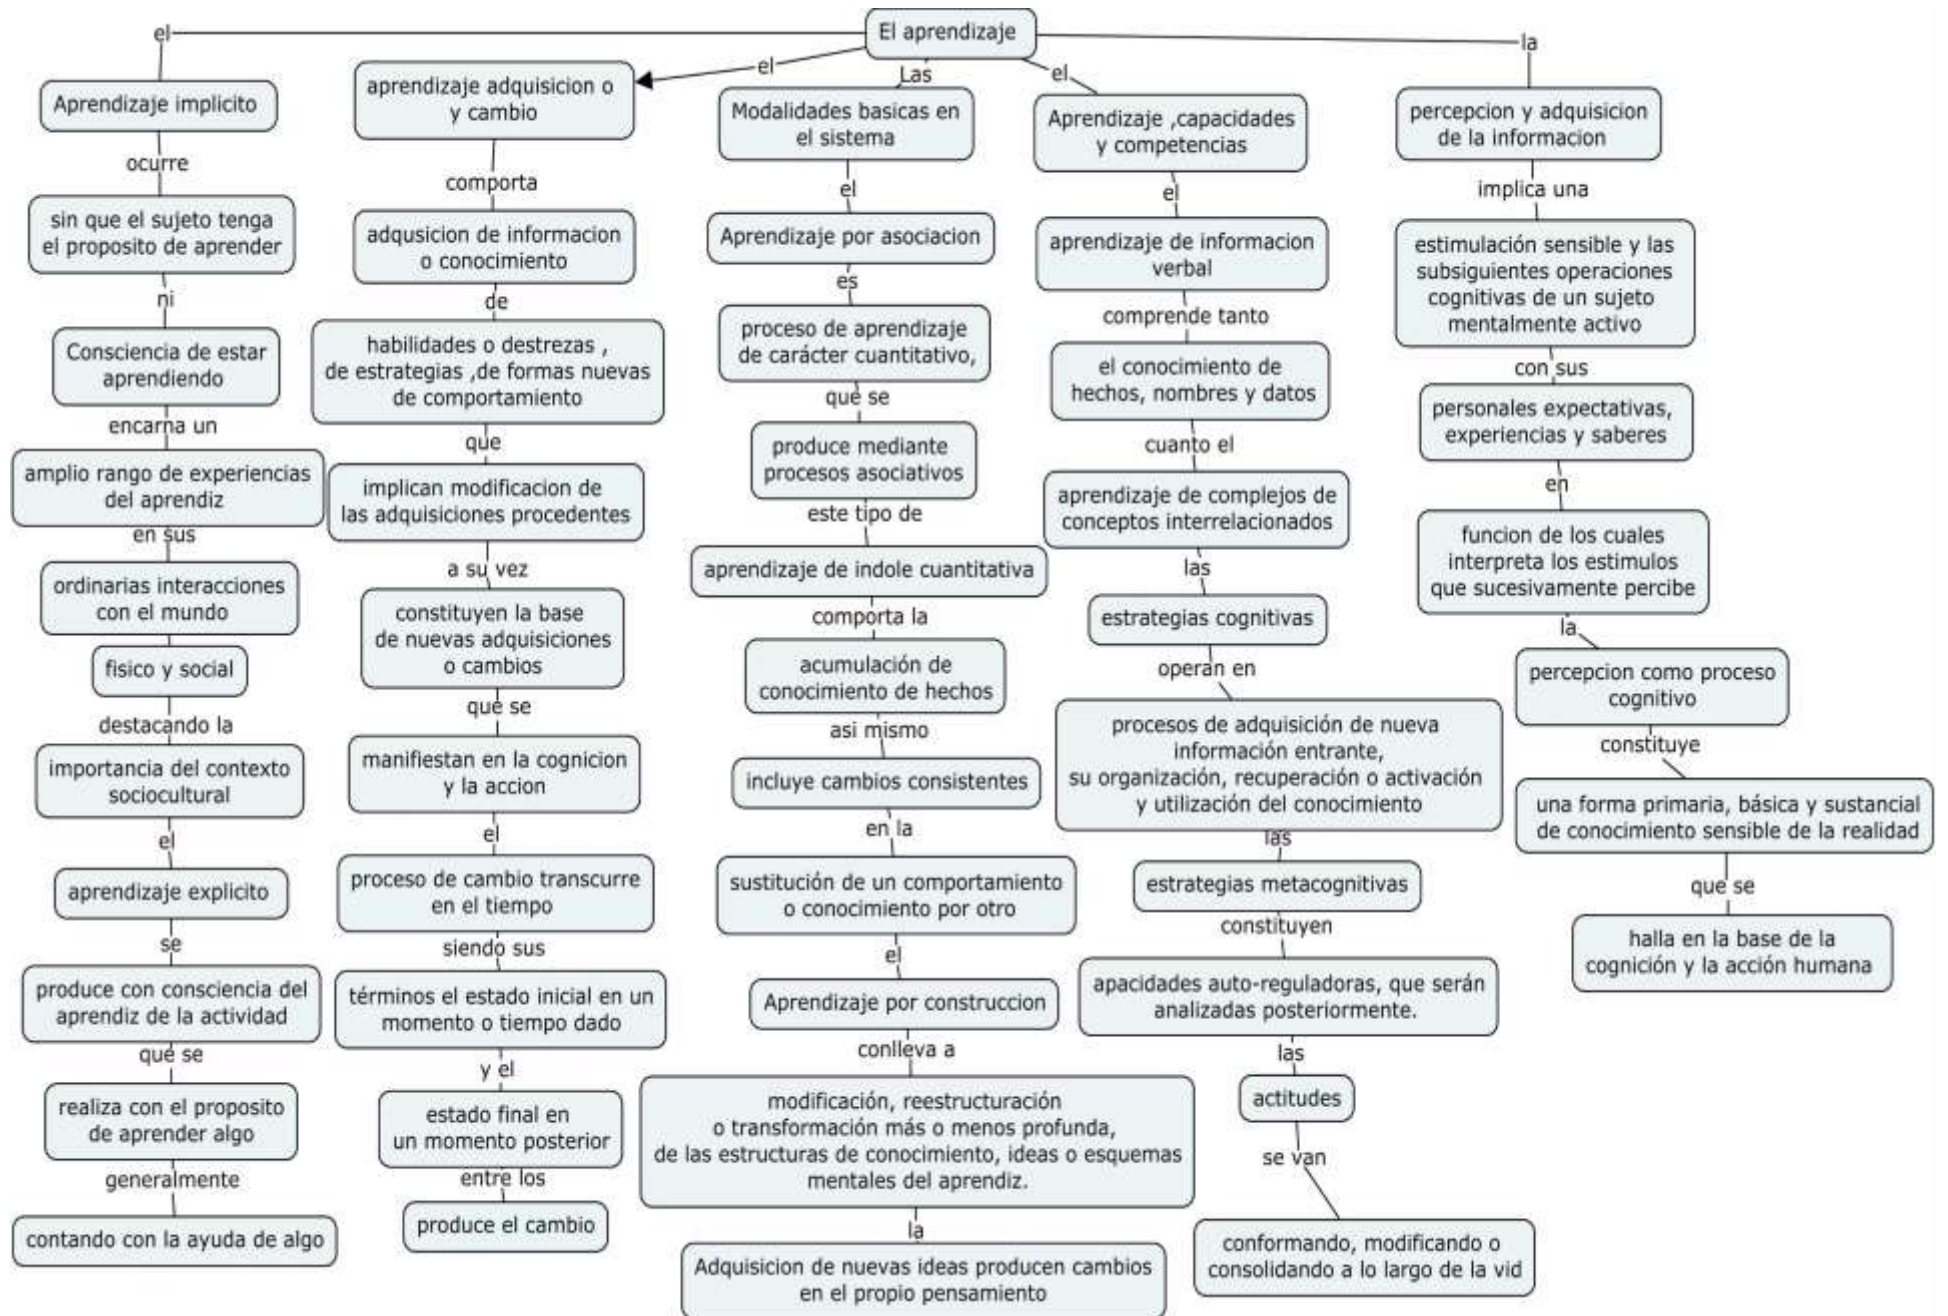 El aprendizaje
el
Aprendizaje implicito
ocurre
sin que el sujeto tenga
el proposito de aprender
ni
Consciencia de estar
aprendiendo
encarna un
amplio rango de experiencias
del aprendiz
en sus
ordinarias interacciones
con el mundo
fisico y social
destacando la
importancia del contexto
sociocultural
el
aprendizaje explicito
se
produce con consciencia del
aprendiz de la actividad
que se
realiza con el proposito
de aprender algo
generalmente
contando con la ayuda de algo
el
aprendizaje adquisicion o
y cambio
comporta
adqusicion de informacion
o conocimiento
de
habilidades o destrezas ,
de estrategias ,de formas nuevas
de comportamiento
que
implican modificacion de
las adquisiciones procedentes
a su vez
constituyen la base
de nuevas adquisiciones
o cambios
que se
manifiestan en la cognicion
y la accion
el
proceso de cambio transcurre
en el tiempo
siendo sus
términos el estado inicial en un
momento o tiempo dado
y el
estado final en
un momento posterior
entre los
produce el cambio
Las
Modalidades basicas en
el sistema
el
Aprendizaje por asociacion
es
proceso de aprendizaje
de carácter cuantitativo,
que se
produce mediante
procesos asociativos
este tipo de
aprendizaje de indole cuantitativa
comporta la
acumulación de
conocimiento de hechos
asi mismo
incluye cambios consistentes
en la
sustitución de un comportamiento
o conocimiento por otro
el
Aprendizaje por construccion
conlleva a
modificación, reestructuración
o transformación más o menos profunda,
de las estructuras de conocimiento, ideas o esquemas
mentales del aprendiz.
la
Adquisicion de nuevas ideas producen cambios
en el propio pensamiento
el
Aprendizaje ,capacidades
y competencias
el
aprendizaje de informacion
verbal
comprende tanto
el conocimiento de
hechos, nombres y datos
cuanto el
aprendizaje de complejos de
conceptos interrelacionados
las
estrategias cognitivas
operan en
procesos de adquisición de nueva
información entrante,
su organización, recuperación o activación
y utilización del conocimiento
las
estrategias metacognitivas
constituyen
apacidades auto-reguladoras, que serán
analizadas posteriormente.
las
actitudes
se van
conformando, modificando o
consolidando a lo largo de la vid
la
percepcion y adquisicion
de la informacion
implica una
estimulación sensible y las
subsiguientes operaciones
cognitivas de un sujeto
mentalmente activo
con sus
personales expectativas,
experiencias y saberes
en
funcion de los cuales
interpreta los estimulos
que sucesivamente percibe
la
percepcion como proceso
cognitivo
constituye
una forma primaria, básica y sustancial
de conocimiento sensible de la realidad
que se
halla en la base de la
cognición y la acción humana